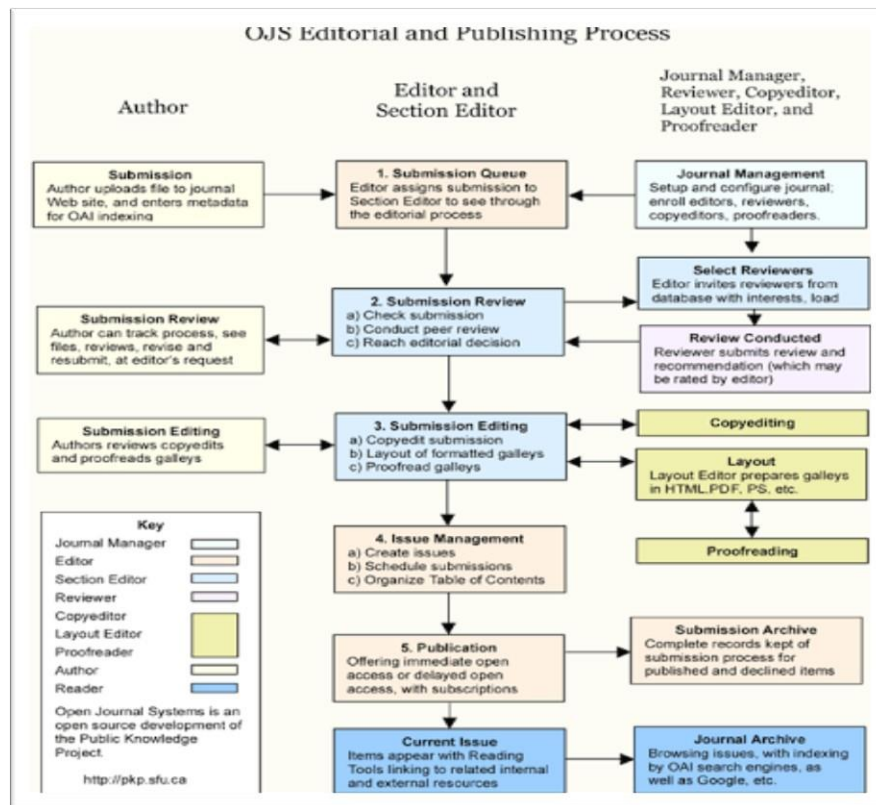 OJS Editorial and Publishing Process
Author
Editor and
Section Editor
Journal Manager,
Reviewer, Copyeditor,
Layout Editor, and
Proofreader
Submission
Author uploads file to journal
Web site, and enters metadata
for OAI indexing
1. Submission Queue
Editor assigns submission to
Section Editor to see through
the editorial process
Journal Management
Setup and configure journal;
enroll editors, reviewers,
copyeditors, proofreaders.
Select Reviewers
Editor invites reviewers from
database with interests, load
Submission Review
Author can track process, see
files, reviews, revise and
resubmit, at editor's request
2. Submission Review
a) Check submission
b) Conduct peer review
c) Reach editorial decision
Review Conducted
Reviewer submits review and
recommendation (which may
be rated by editor)
Submission Editing
Authors reviews copyedits
and proofreads galleys
3. Submission Editing
a) Copyedit submission
b) Layout of formatted galleys
c) Proofread galleys
Copyediting
Layout
Layout Editor prepares galleys
in HTML.PDF, PS, etc.
Proofreading
Key
Journal Manager
Editor
Section Editor
Reviewer
Copyeditor
Layout Editor
Proofreader
Author
Reader
Open Journal Systems is an
open source development of
the Public Knowledge
Project.
http://pkp.sfu.ca
4. Issue Management
a) Create issues
b) Schedule submissions
c) Organize Table of Contents
5. Publication
Offering immediate open
access or delayed open
access, with subscriptions
Submission Archive
Complete records kept of
submission process for
published and declined items
Current Issue
Items appear with Reading
Tools linking to related internal
and external resources
Journal Archive
Browsing issues, with indexing
by OAI search engines, as
well as Google, etc.